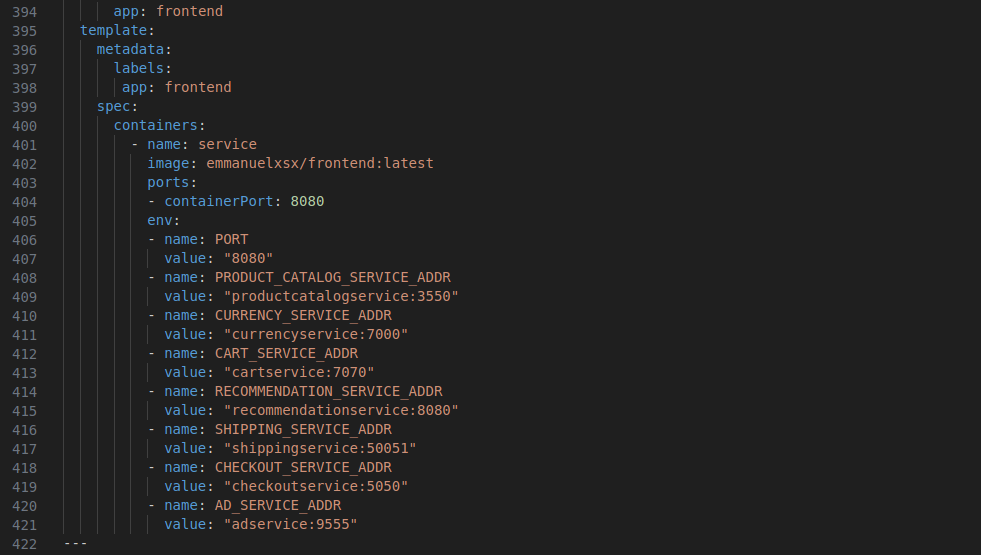 394         app: frontend
395     template:
396       metadata:
397         labels:
398          app: frontend
399       spec:
400         containers:
401           - name: service
402             image: emmanuelxsx/frontend:latest
403             ports:
404             - containerPort: 8080
405             env:
406             - name: PORT
407               value: "8080"
408             - name: PRODUCT_CATALOG_SERVICE_ADDR
409               value: "productcatalogservice:3550"
410             - name: CURRENCY_SERVICE_ADDR
411               value: "currencyservice:7000"
412             - name: CART_SERVICE_ADDR
413               value: "cartservice:7070"
414             - name: RECOMMENDATION_SERVICE_ADDR
415               value: "recommendationservice:8080"
416             - name: SHIPPING_SERVICE_ADDR
417               value: "shippingservice:50051"
418             - name: CHECKOUT_SERVICE_ADDR
419               value: "checkoutservice:5050"
420             - name: AD_SERVICE_ADDR
421               value: "adservice:9555"
422   ---